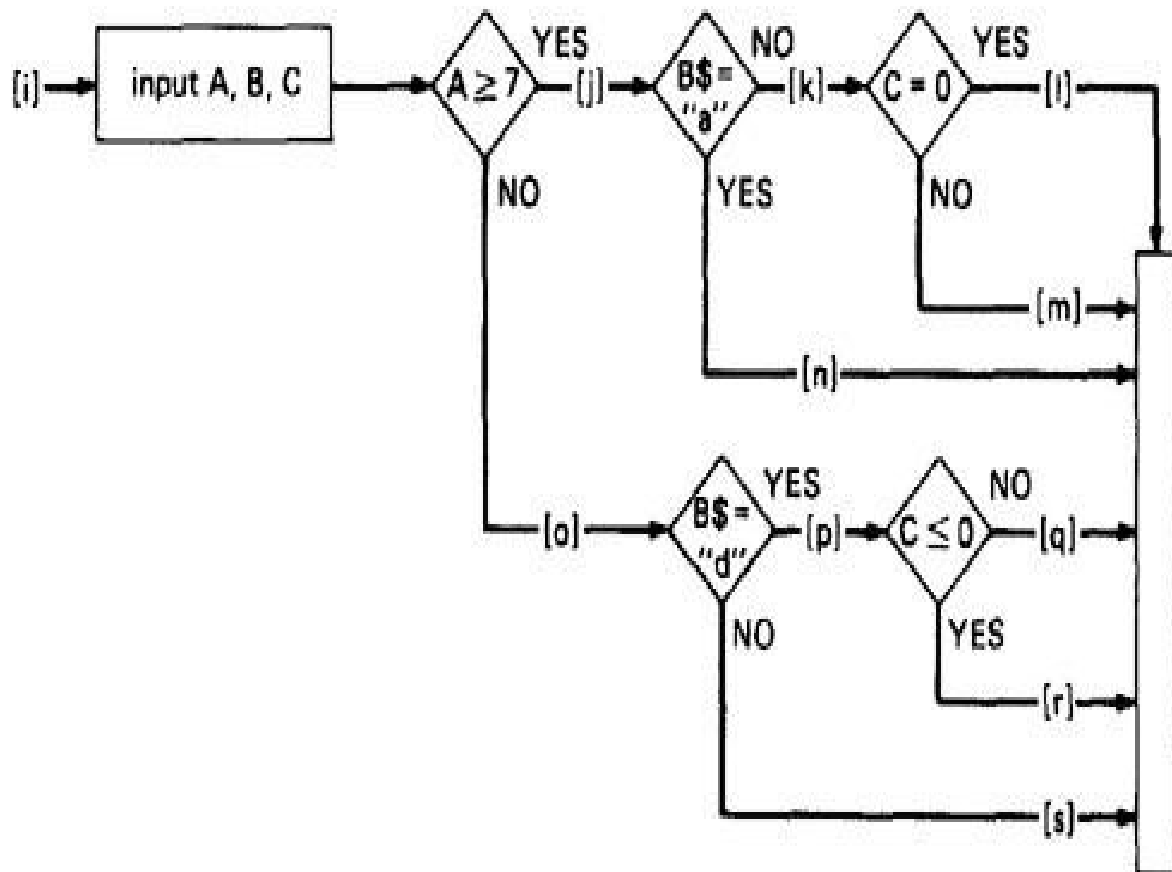 YES
NO
YES
[i]
input A, B, C
A ≥ 7
[j]
B$ =
"a"
[k]
C = 0
[l]
NO
YES
NO
[m]
[n]
YES
NO
[o]
B$ =
"d"
[p]
C ≤ 0
[q]
NO
YES
[r]
[s]